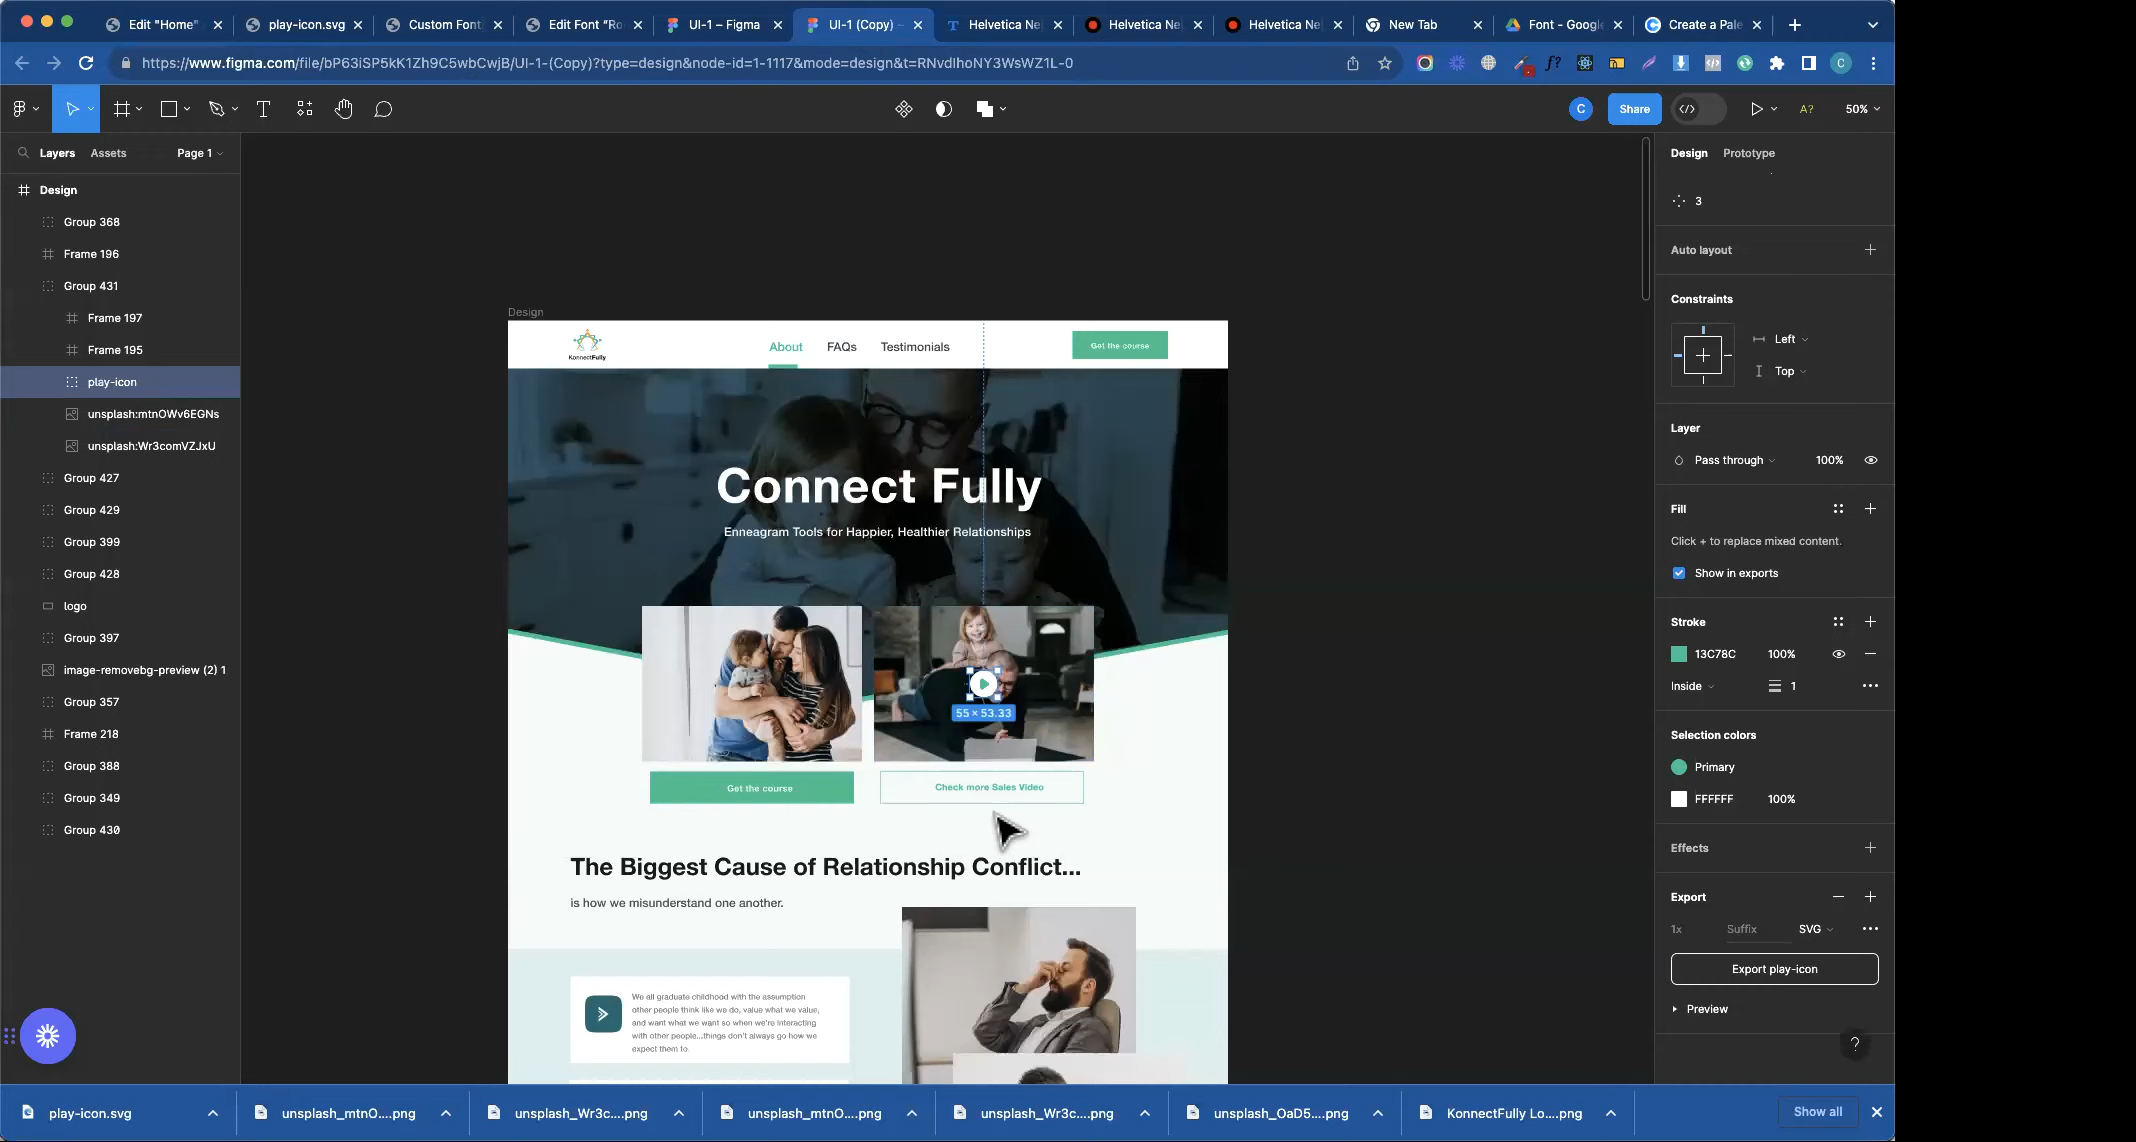 Edit "Home"
play-icon.svg
Custom Font
Edit Font "Ro
UI-1 – Figma
UI-1 (Copy) –
Helvetica Ne
Helvetica Ne
Helvetica Ne
New Tab
Font - Google
Create a Pale
https://www.figma.com/file/bP63iSP5kK1Zh9C5wbCwjB/UI-1-(Copy)?type=design&node-id=1-1117&mode=design&t=RNvdIhoNY3WsWZ1L-0
f?
C
C
Share
A?
50%
Layers
Assets
Page 1
Design
Group 368
Frame 196
Group 431
Frame 197
Frame 195
play-icon
unsplash:mtnOWv6EGNs
unsplash:Wr3comVZJxU
Group 427
Group 429
Group 399
Group 428
logo
Group 397
image-removebg-preview (2) 1
Group 357
Frame 218
Group 388
Group 349
Group 430
Design
KonnectFully
About
FAQs
Testimonials
Get the course
Connect Fully
Enneagram Tools for Happier, Healthier Relationships
55 × 53.33
Get the course
Check more Sales Video
The Biggest Cause of Relationship Conflict...
is how we misunderstand one another.
We all graduate childhood with the assumption
other people think like we do, value what we value,
and want what we want so when we're interacting
with other people...things don't always go how we
expect them to.
Design
Prototype
3
Auto layout
Constraints
Left
Top
Layer
Pass through
100%
Fill
Click + to replace mixed content.
Show in exports
Stroke
13C78C
100%
Inside
1
Selection colors
Primary
FFFFFF
100%
Effects
Export
1x
Suffix
SVG
Export play-icon
Preview
?
play-icon.svg
unsplash_mtnO....png
unsplash_Wr3c....png
unsplash_mtnO....png
unsplash_Wr3c....png
unsplash_OaD5....png
KonnectFully Lo....png
Show all